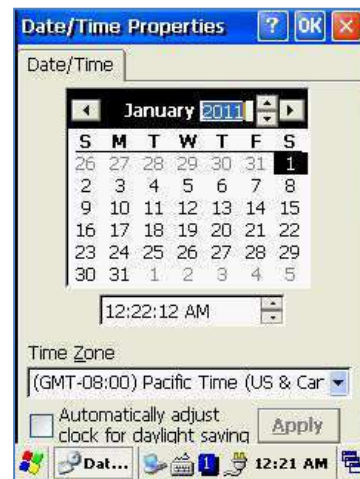 Date/Time Properties ? OK ×
Date/Time
January 2011
S M T W T F S
26 27 28 29 30 31 1
2 3 4 5 6 7 8
9 10 11 12 13 14 15
16 17 18 19 20 21 22
23 24 25 26 27 28 29
30 31 1 2 3 4 5
12:22:12 AM
Time Zone
(GMT-08:00) Pacific Time (US & Car
Automatically adjust
clock for daylight saving
Apply
Dat... 1 12:21 AM